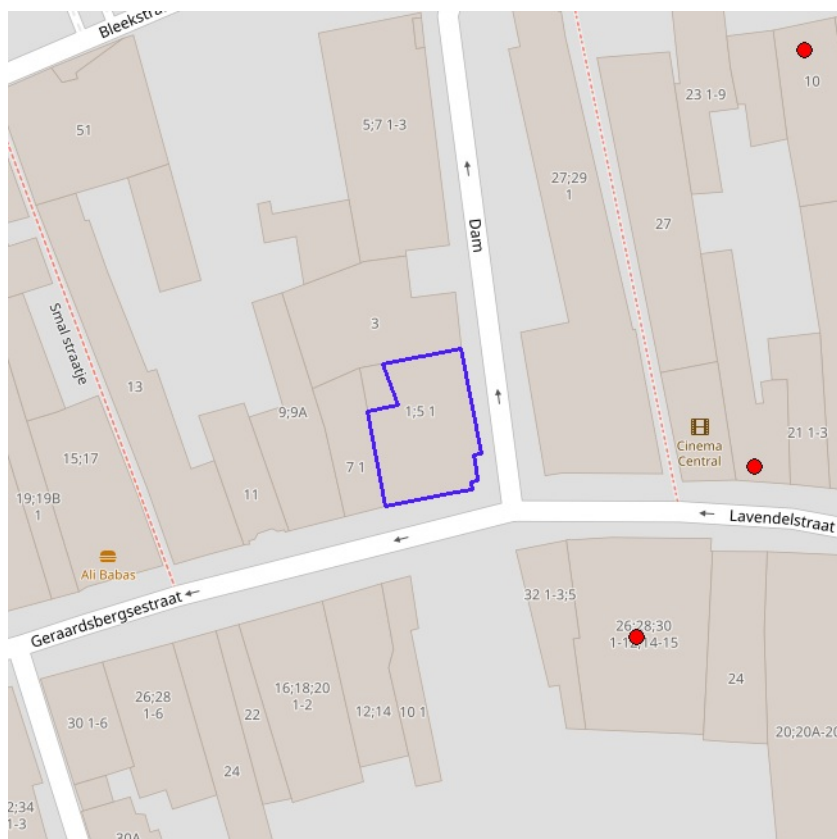 Bleekstra
51
5;7 1-3
10
23 1-9
27;29
1
27
Dam
Smal straatje
3
13
1;5 1
9;9A
7 1
15;17
19;19B
1
11
Cinema
Central
21 1-3
Ali Babas
Lavendelstraat
Geraardsbergsestraat
32 1-3;5
26;28;30
1-12;14-15
24
20;20A-20
30 1-6
26;28
1-6
24
22
16;18;20
1-2
12;14
10 1
2;34
1-3
30A